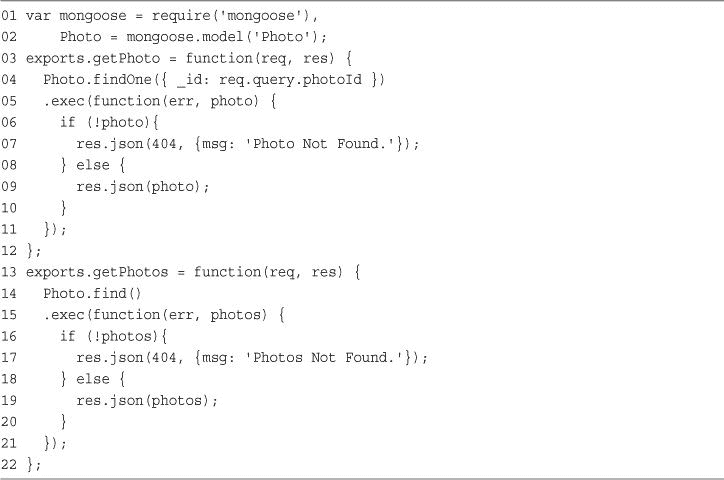 01 var mongoose = require('mongoose'),
02     Photo = mongoose.model('Photo');
03 exports.getPhoto = function(req, res) {
04   Photo.findOne({ _id: req.query.photoId })
05   .exec(function(err, photo) {
06     if (!photo){
07       res.json(404, {msg: 'Photo Not Found.'});
08     } else {
09       res.json(photo);
10     }
11   });
12 };
13 exports.getPhotos = function(req, res) {
14   Photo.find()
15   .exec(function(err, photos) {
16     if (!photos){
17       res.json(404, {msg: 'Photos Not Found.'});
18     } else {
19       res.json(photos);
20     }
21   });
22 };